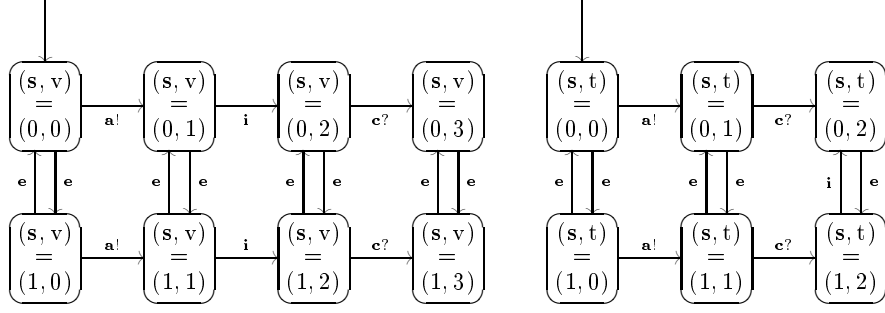 (s, v) (s, v) (s, v) (s, v) (s, t) (s, t) (s, t)
= = = = = = =
(0, 0) (0, 1) (0, 2) (0, 3) (0, 0) (0, 1) (0, 2)
a! i c? a! c?
e e e e e e e e e e e e i e
(s, v) (s, v) (s, v) (s, v) (s, t) (s, t) (s, t)
= = = = = = =
(1, 0) (1, 1) (1, 2) (1, 3) (1, 0) (1, 1) (1, 2)
a! i c? a! c?